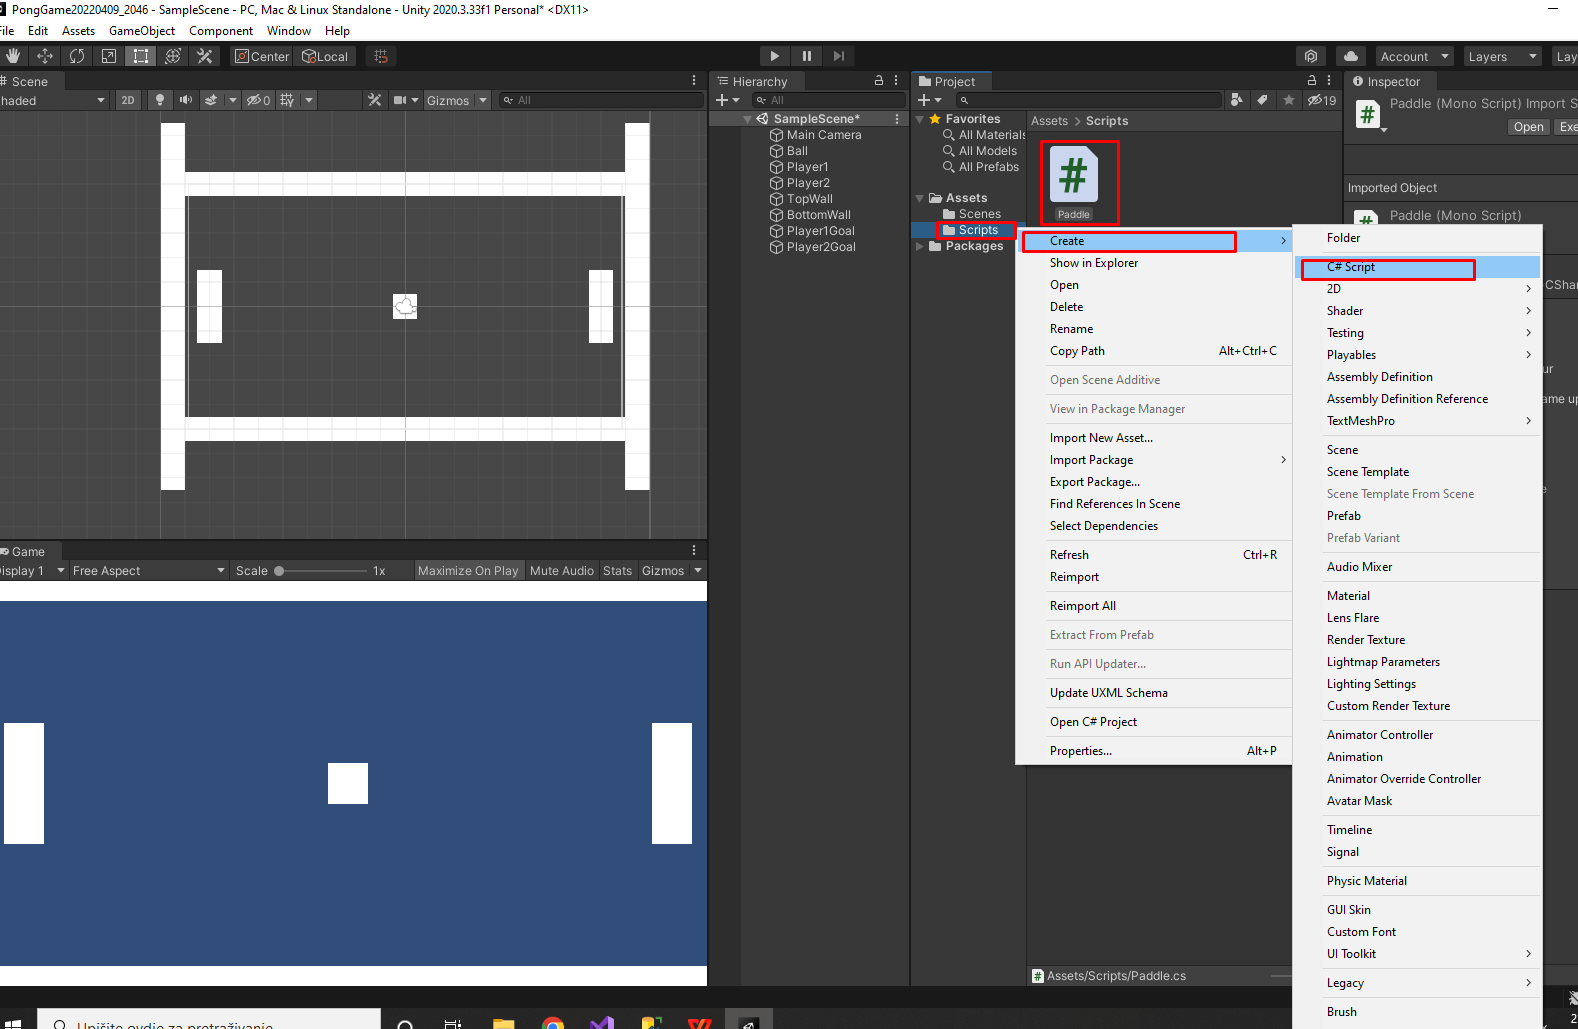 PongGame20220409_2046 - SampleScene - PC, Mac & Linux Standalone - Unity 2020.3.33f1 Personal* <DX11>
ile Edit Assets GameObject Component Window Help
Center Local Account Layers Lay
Scene
haded 2D 0 Gizmos All
Hierarchy
All
SampleScene*
Main Camera
Ball
Player1
Player2
TopWall
BottomWall
Player1Goal
Player2Goal
Project
19
Favorites
All Materials
All Models
All Prefabs
Assets
Scenes
Scripts
Packages
Assets > Scripts
#
Paddle
Inspector
Paddle (Mono Script) Import S
Open Exe
Imported Object
Paddle (Mono Script)
CShar
ur
ame up
e
Create
Show in Explorer
Open
Delete
Rename
Copy Path Alt+Ctrl+C
Open Scene Additive
View in Package Manager
Import New Asset...
Import Package
Export Package...
Find References In Scene
Select Dependencies
Refresh Ctrl+R
Reimport
Reimport All
Extract From Prefab
Run API Updater...
Update UXML Schema
Open C# Project
Properties... Alt+P
Folder
C# Script
2D
Shader
Testing
Playables
Assembly Definition
Assembly Definition Reference
TextMeshPro
Scene
Scene Template
Scene Template From Scene
Prefab
Prefab Variant
Audio Mixer
Material
Lens Flare
Render Texture
Lightmap Parameters
Lighting Settings
Custom Render Texture
Animator Controller
Animation
Animator Override Controller
Avatar Mask
Timeline
Signal
Physic Material
GUI Skin
Custom Font
UI Toolkit
Legacy
Brush
Game
isplay 1 Free Aspect Scale 1x Maximize On Play Mute Audio Stats Gizmos
Assets/Scripts/Paddle.cs
Upišite ovdje za pretraživanje
2